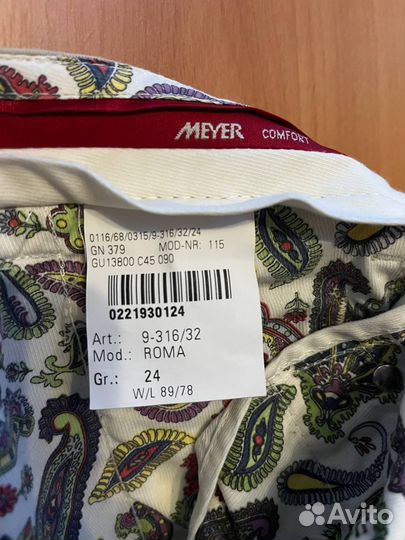 MEYER COMFORT
0116/68/0315/9-316/32/24
GN 379 MOD-NR: 115
GU13800 C45 090
0221930124
Art.: 9-316/32
Mod.: ROMA
Gr.: 24
W/L 89/78
Avito